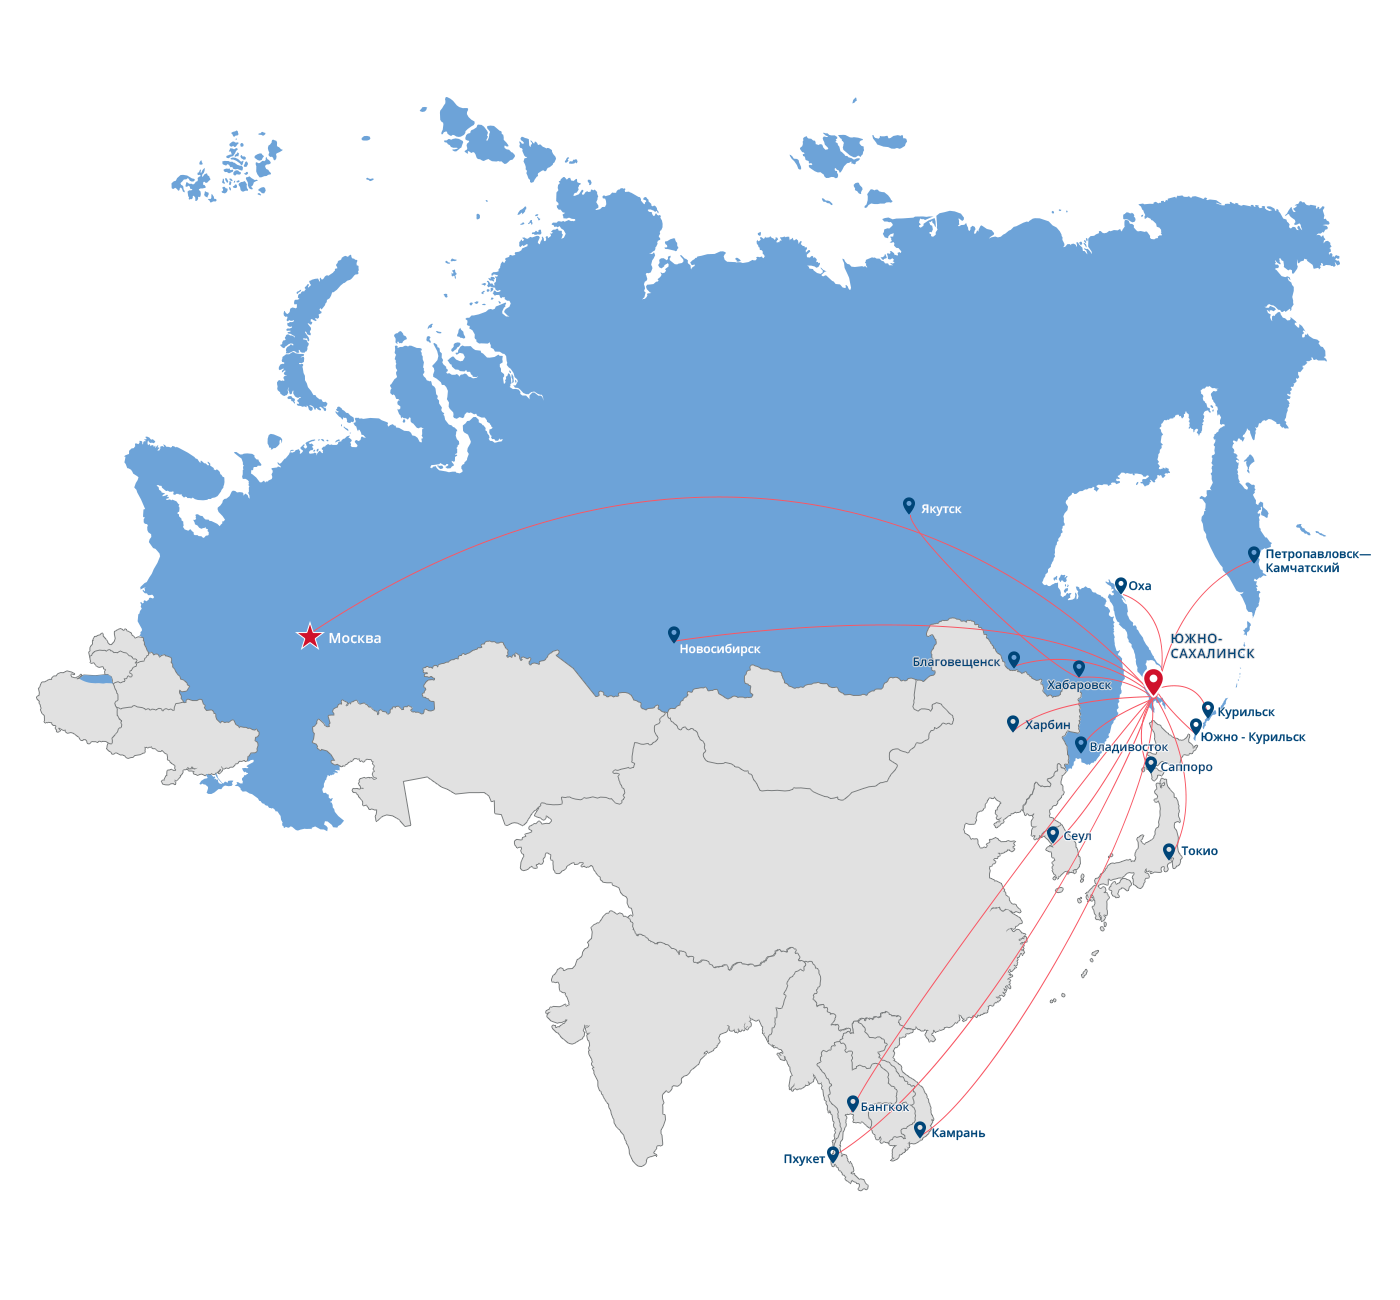 Якутск
Петропавловск—
Камчатский
Оха
Москва
ЮЖНО-
САХАЛИНСК
Новосибирск
Благовещенск
Хабаровск
Курильск
Харбин
Южно - Курильск
Владивосток
Саппоро
Сеул
Токио
Бангкок
Камрань
Пхукет